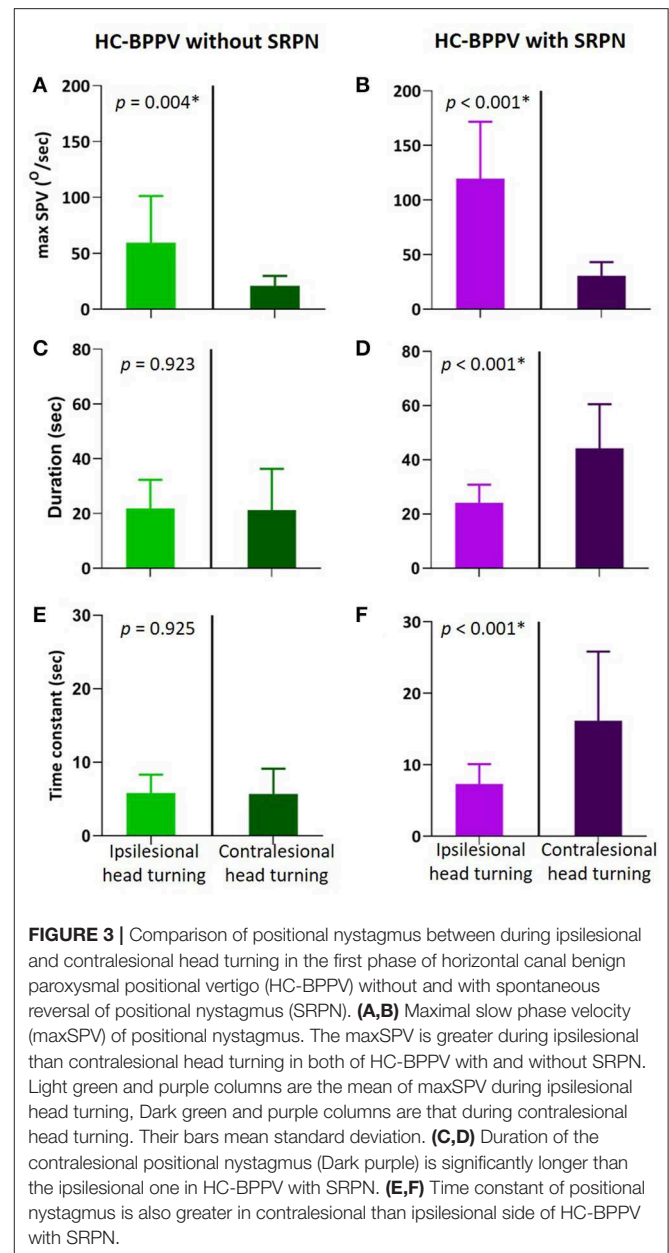 HC-BPPV without SRPN
HC-BPPV with SRPN
A
p = 0.004*
max SPV (O/sec)
200
150
100
50
0
B
p < 0.001*
200
150
100
50
0
C
p = 0.923
Duration (sec)
80
60
40
20
0
D
p < 0.001*
80
60
40
20
0
E
p = 0.925
Time constant (sec)
30
20
10
0
Ipsilesional
head turning
Contralesional
head turning
F
p < 0.001*
30
20
10
0
Ipsilesional
head turning
Contralesional
head turning
FIGURE 3 | Comparison of positional nystagmus between during ipsilesional
and contralesional head turning in the first phase of horizontal canal benign
paroxysmal positional vertigo (HC-BPPV) without and with spontaneous
reversal of positional nystagmus (SRPN). (A,B) Maximal slow phase velocity
(maxSPV) of positional nystagmus. The maxSPV is greater during ipsilesional
than contralesional head turning in both of HC-BPPV with and without SRPN.
Light green and purple columns are the mean of maxSPV during ipsilesional
head turning, Dark green and purple columns are that during contralesional
head turning. Their bars mean standard deviation. (C,D) Duration of the
contralesional positional nystagmus (Dark purple) is significantly longer than
the ipsilesional one in HC-BPPV with SRPN. (E,F) Time constant of positional
nystagmus is also greater in contralesional than ipsilesional side of HC-BPPV
with SRPN.